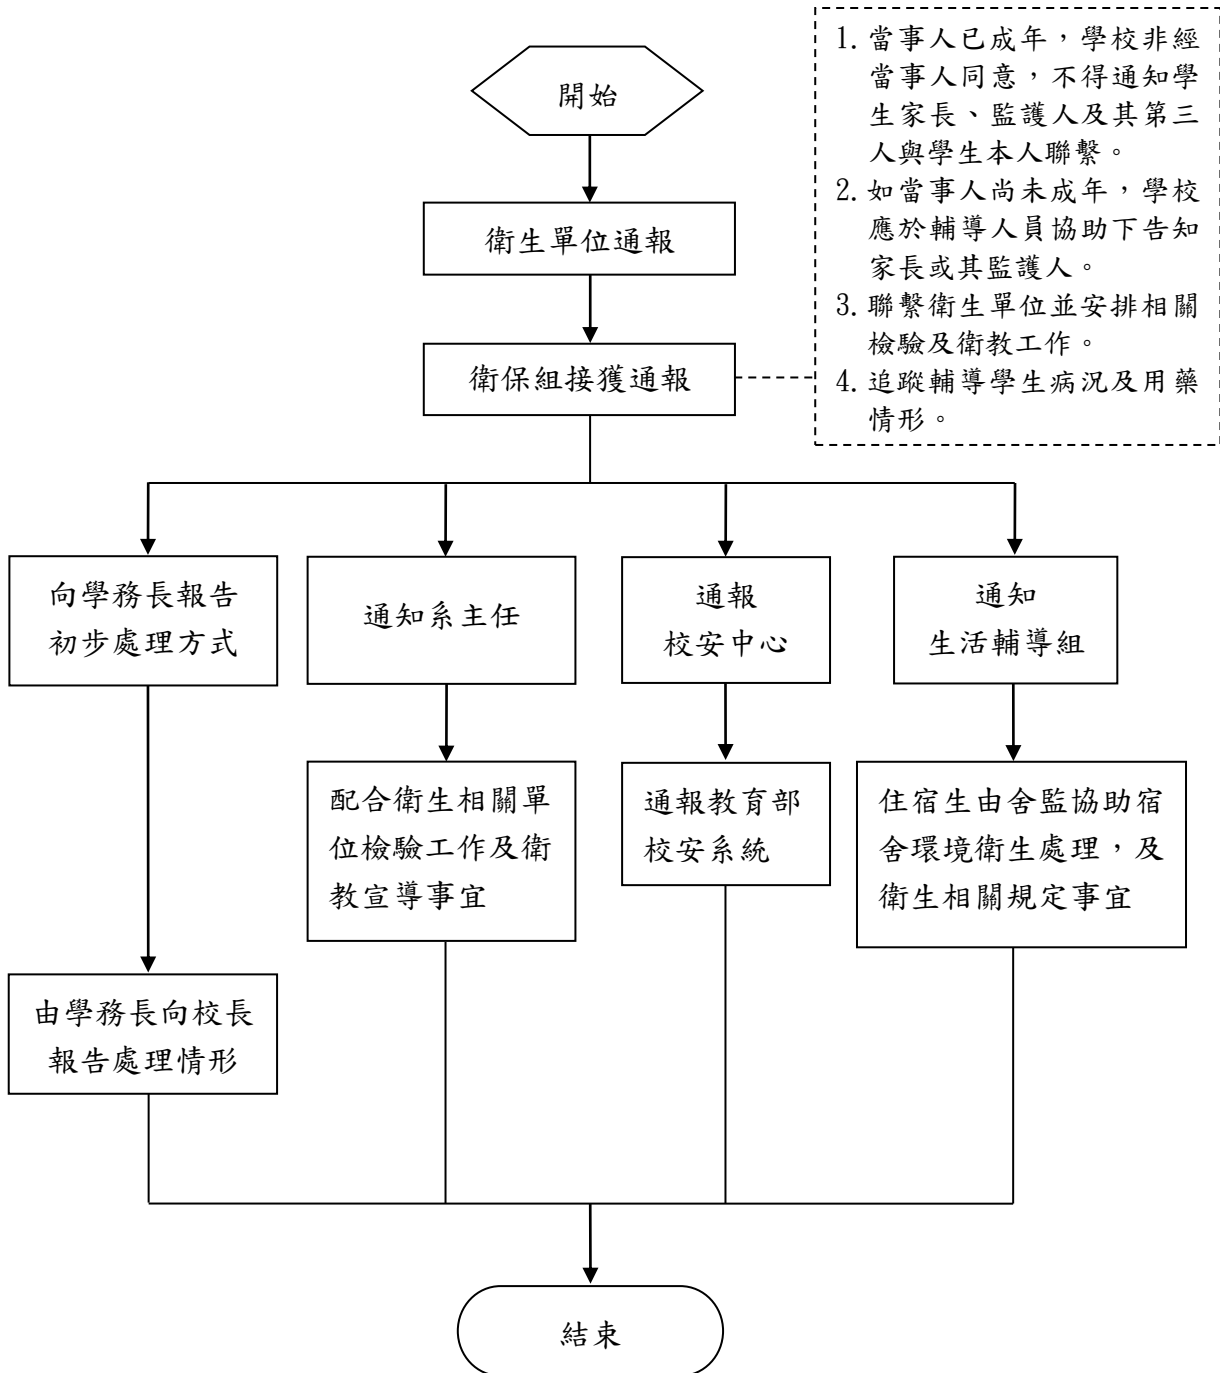 開始
衛生單位通報
衛保組接獲通報
1. 當事人已成年，學校非經
當事人同意，不得通知學
生家長、監護人及其第三
人與學生本人聯繫。
2. 如當事人尚未成年，學校
應於輔導人員協助下告知
家長或其監護人。
3. 聯繫衛生單位並安排相關
檢驗及衛教工作。
4. 追蹤輔導學生病況及用藥
情形。
向學務長報告
初步處理方式
通知系主任
通報
校安中心
通知
生活輔導組
配合衛生相關單
位檢驗工作及衛
教宣導事宜
通報教育部
校安系統
住宿生由舍監協助宿
舍環境衛生處理，及
衛生相關規定事宜
由學務長向校長
報告處理情形
結束